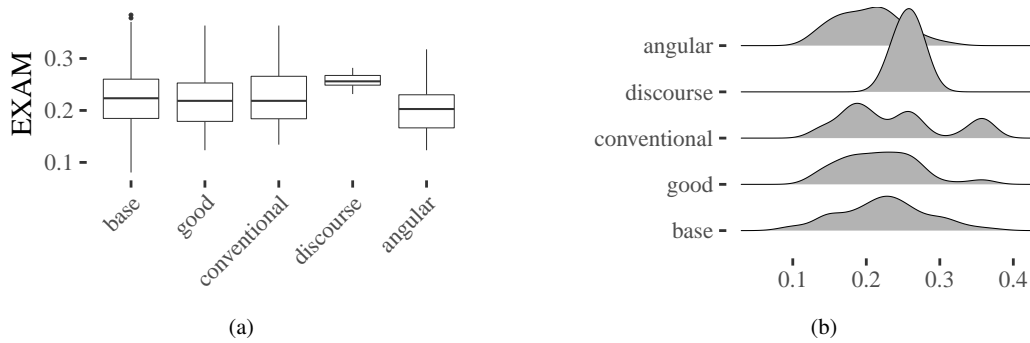 EXAM
0.3
0.2
0.1
base
good
conventional
discourse
angular
(a)
angular
discourse
conventional
good
base
0.1 0.2 0.3 0.4
(b)